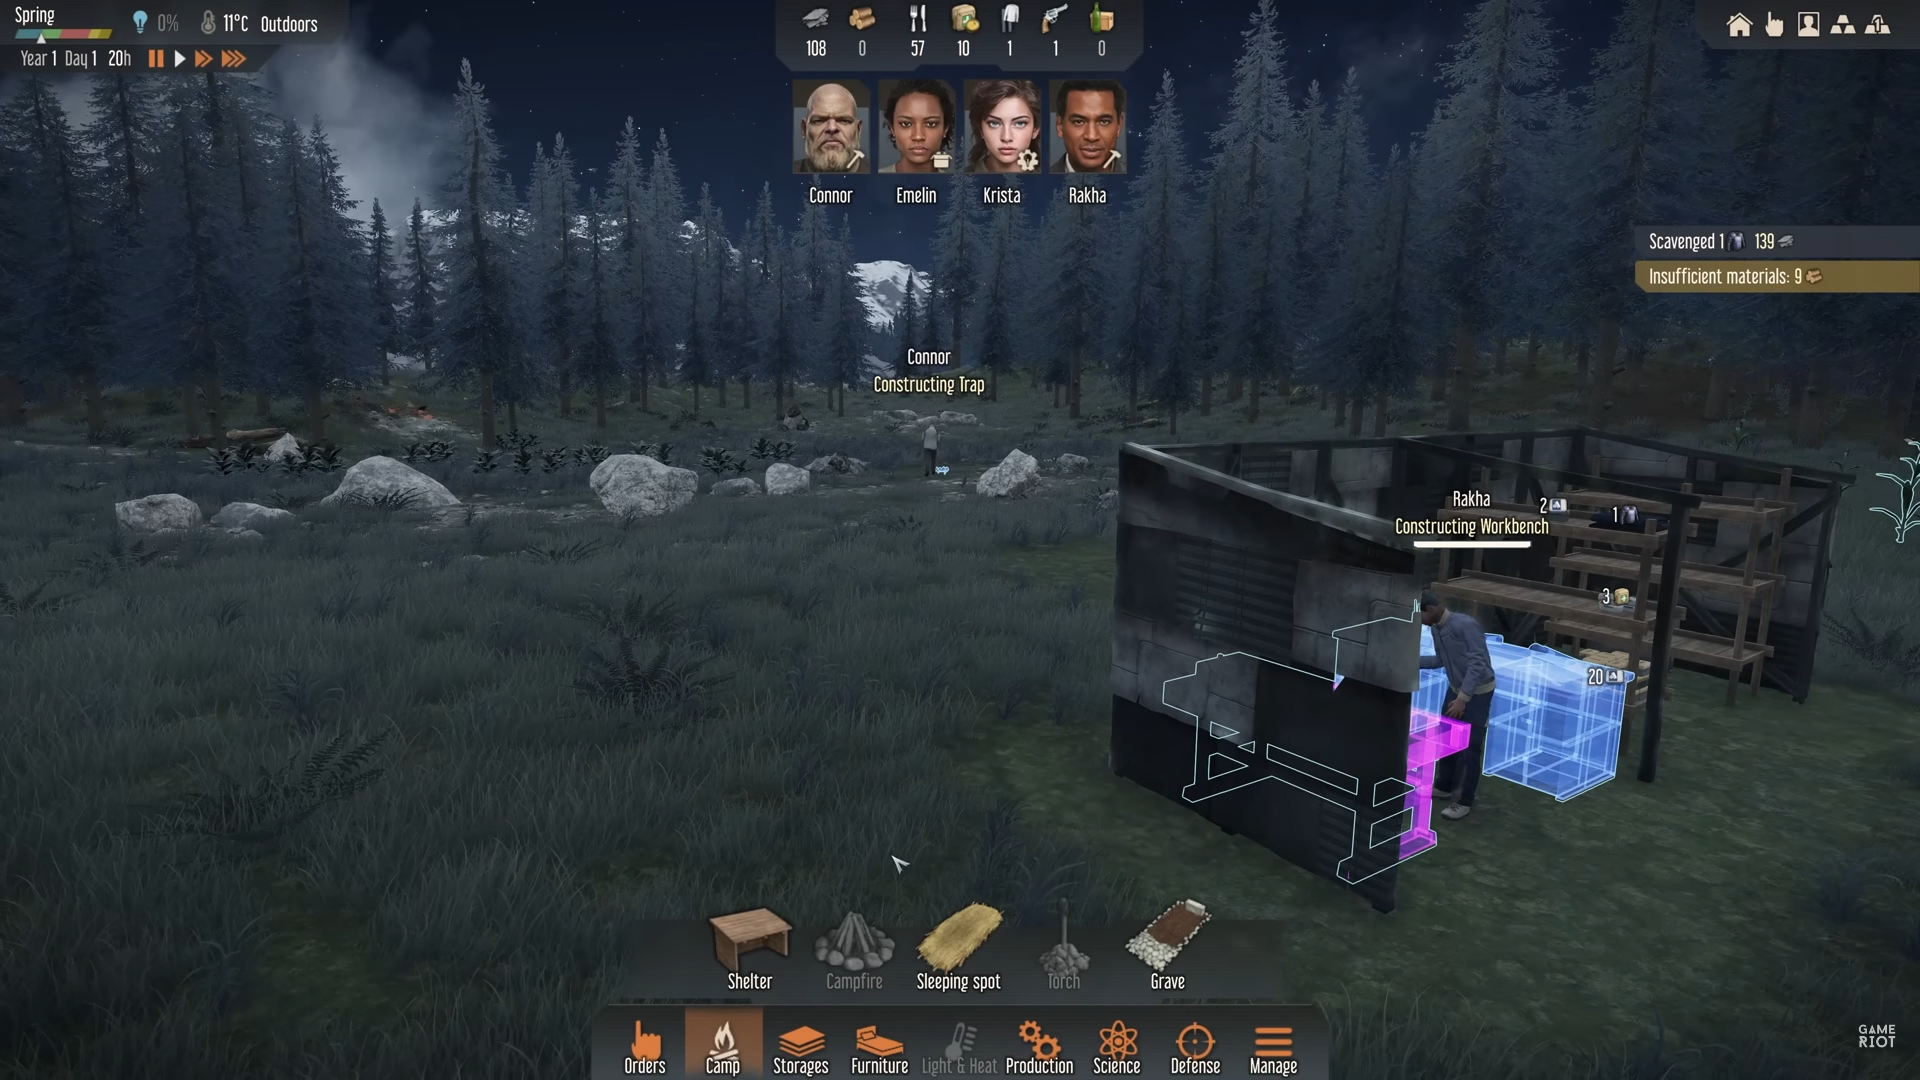 Spring
0%
11°C Outdoors
Year 1 Day 1 20h
108 0 57 10 1 1 0
Connor Emelin Krista Rakha
Scavenged 1 139
Insufficient materials: 9
Connor
Constructing Trap
Rakha
Constructing Workbench
2
1
3
20
Shelter Campfire Sleeping spot Torch Grave
Orders Camp Storages Furniture Light & Heat Production Science Defense Manage
GAME
RIOT